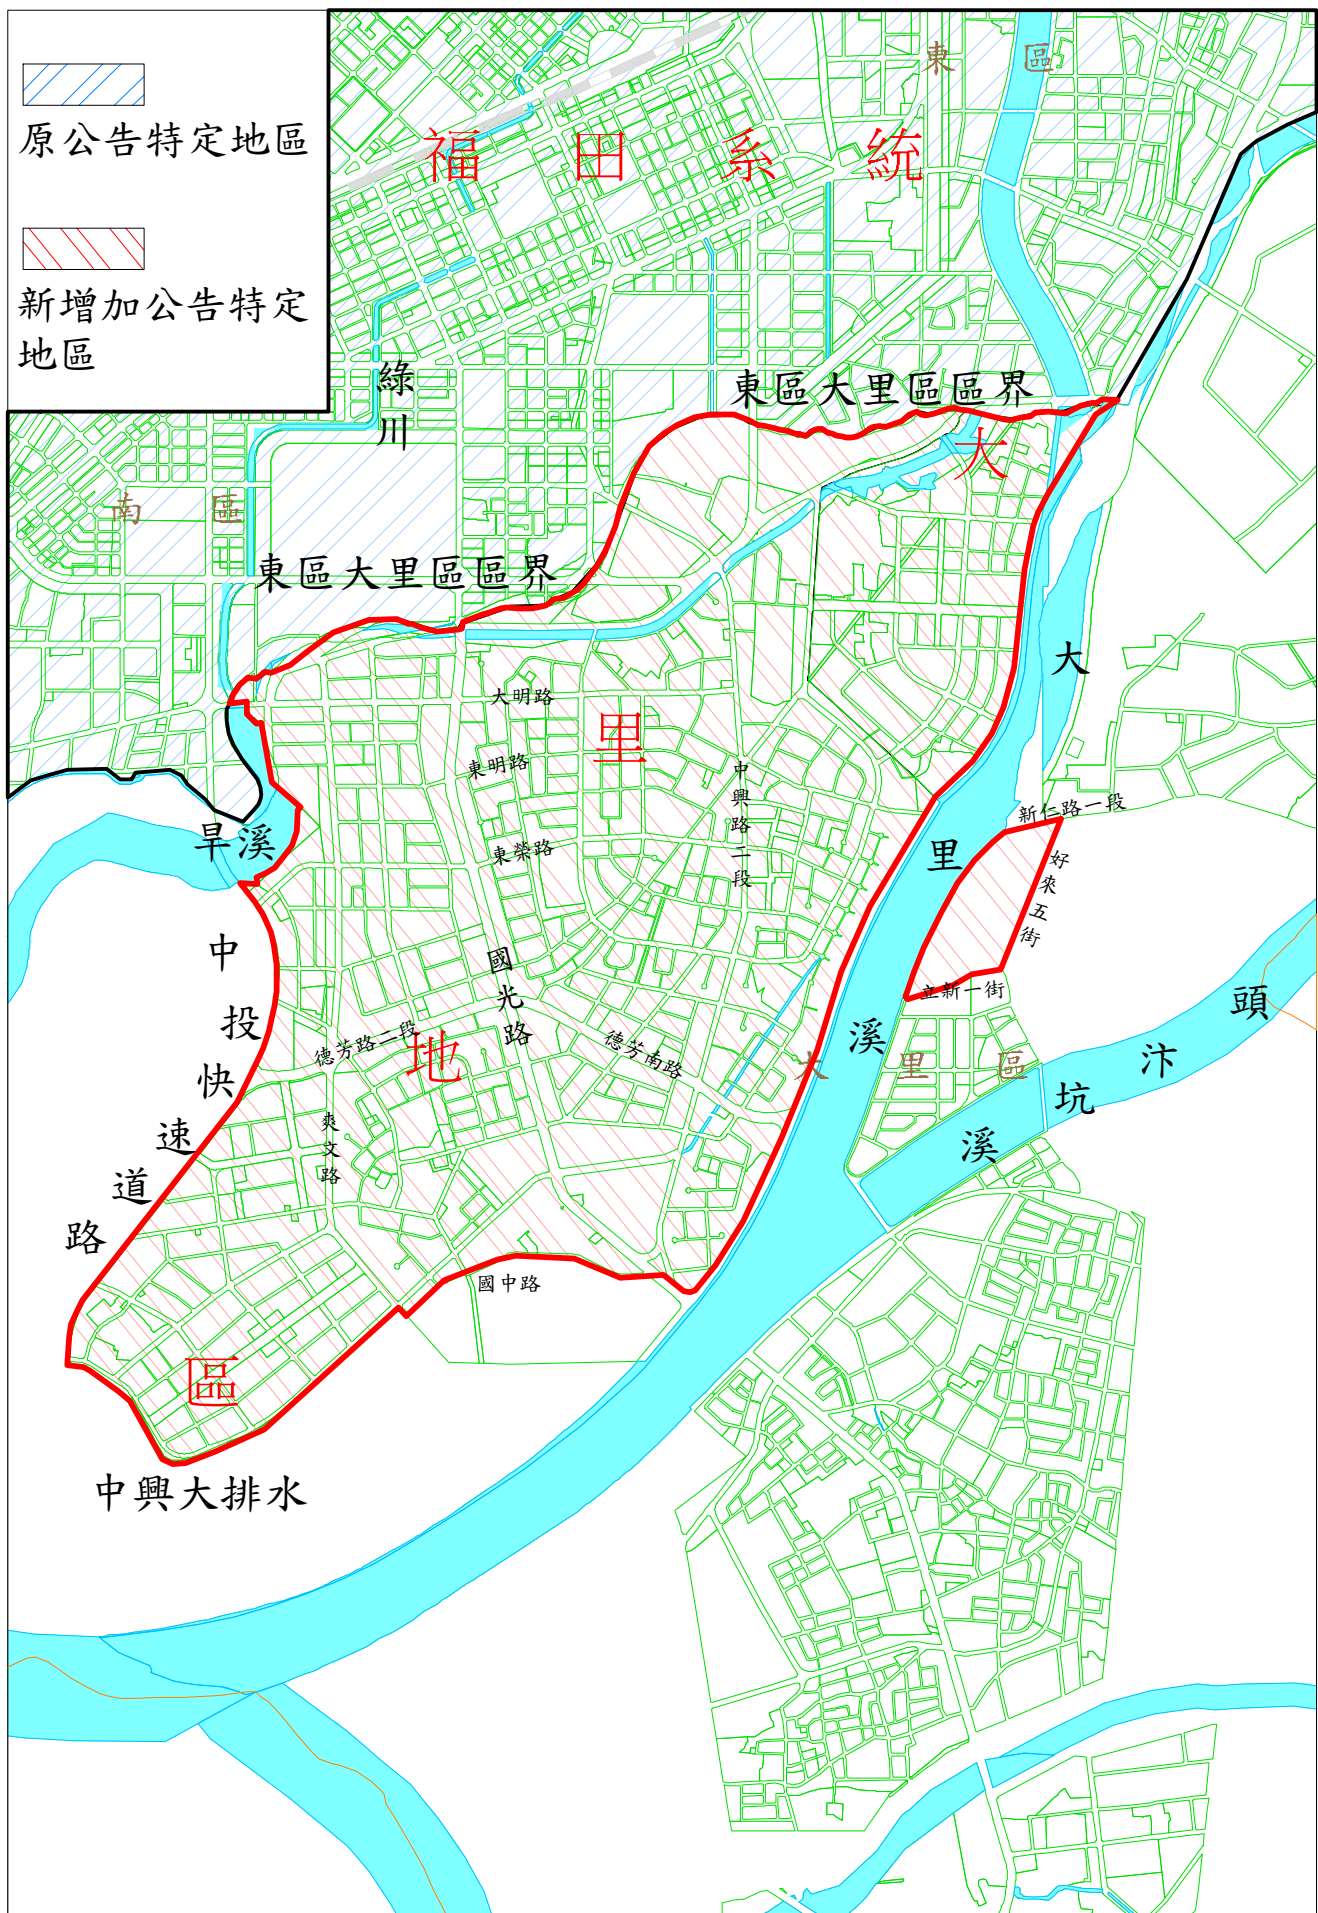 原公告特定地區
新增加公告特定
地區
東區
福田系統
綠川
東區大里區區界
南區
東區大里區區界
大里地區
大明路
東明路
東榮路
中興路二段
國光路
旱溪
中投快速道路
德芳路二段
德芳南路
爽文路
國中路
中興大排水
大里溪
新仁路一段
好來五街
立新一街
大里區
頭汴坑溪